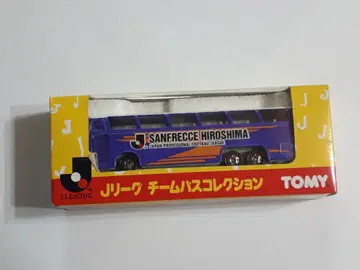 SANFRECCE HIROSHIMA
JAPAN PROFESSIONAL FOOTBALL LEAGUE
J.LEAGUE
Jリーグ チームバスコレクション
TOMY